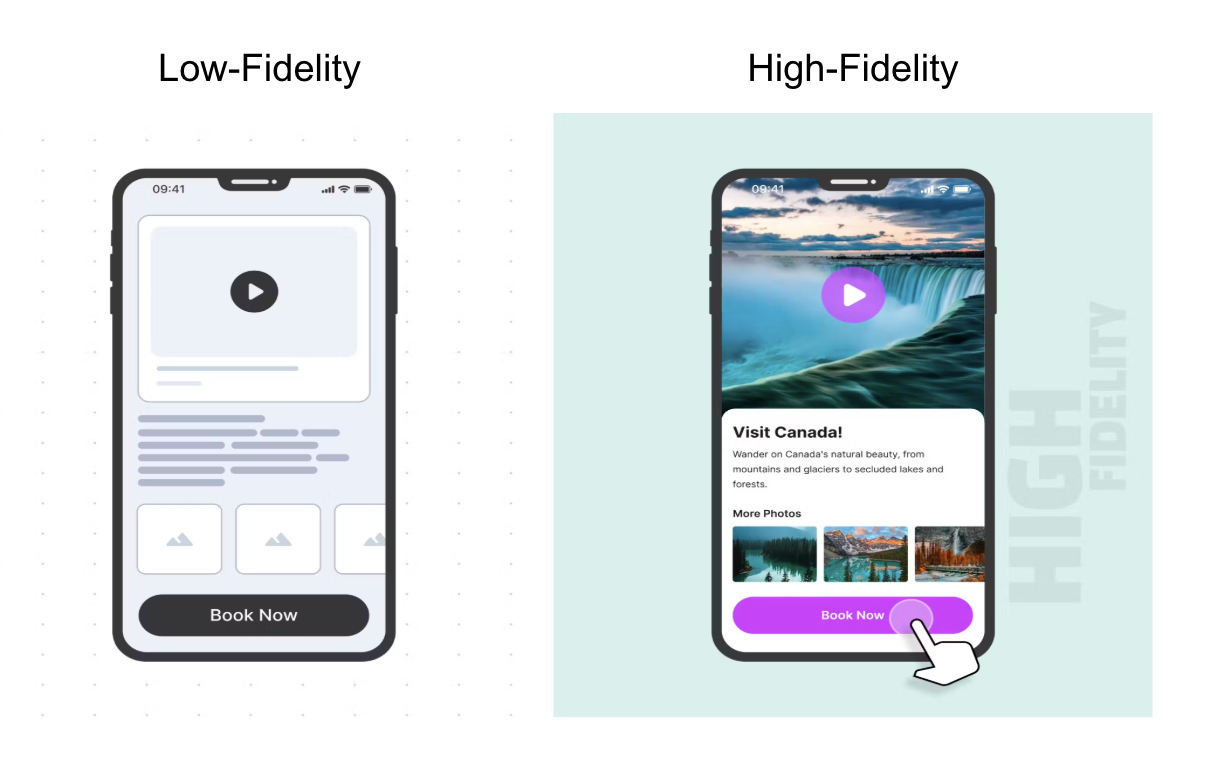 Low-Fidelity
High-Fidelity
09:41
Book Now
09:41
Visit Canada!
Wander on Canada's natural beauty, from
mountains and glaciers to secluded lakes and
forests.
More Photos
Book Now
HIGH
FIDELITY